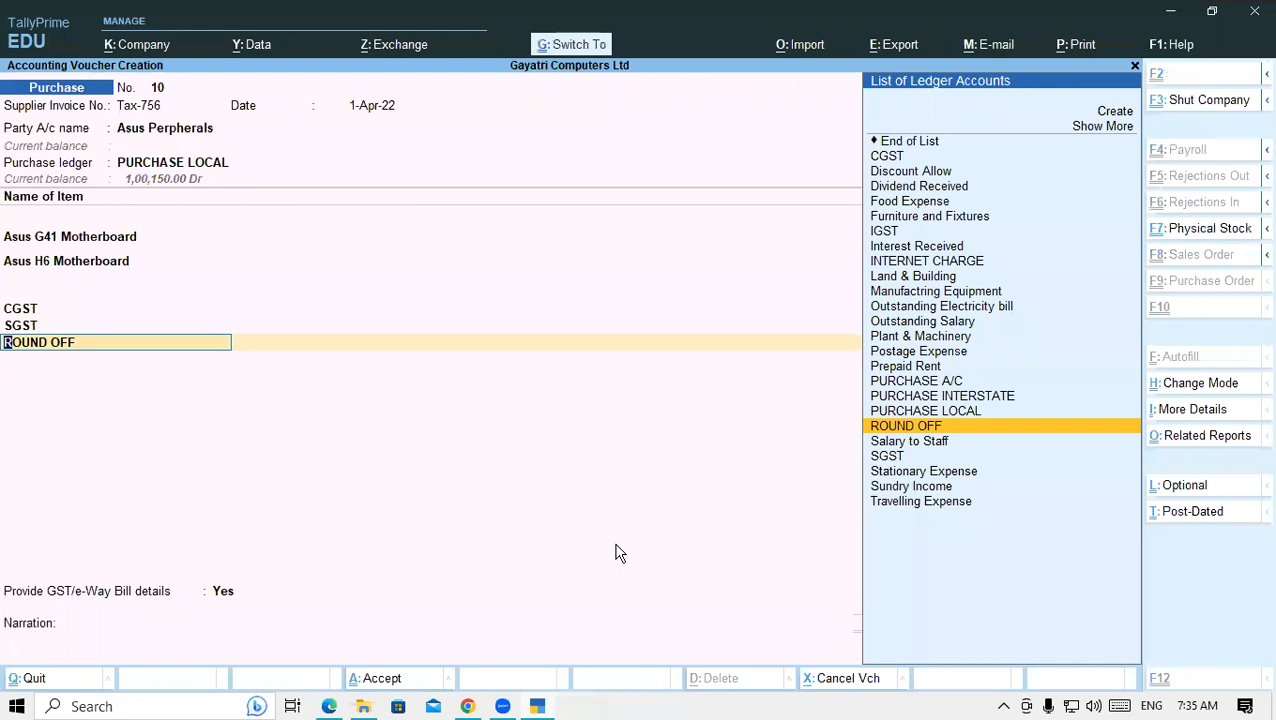 TallyPrime
MANAGE
EDU
K: Company
Y: Data
Z: Exchange
G: Switch To
O: Import
E: Export
M: E-mail
P: Print
F1: Help
Accounting Voucher Creation
Gayatri Computers Ltd
Purchase No. 10
Supplier Invoice No.: Tax-756 Date : 1-Apr-22
Party A/c name : Asus Perpherals
Current balance :
Purchase ledger : PURCHASE LOCAL
Current balance : 1,00,150.00 Dr
Name of Item
Asus G41 Motherboard
Asus H6 Motherboard
CGST
SGST
ROUND OFF
Provide GST/e-Way Bill details : Yes
Narration:
List of Ledger Accounts
Create
Show More
♦ End of List
CGST
Discount Allow
Dividend Received
Food Expense
Furniture and Fixtures
IGST
Interest Received
INTERNET CHARGE
Land & Building
Manufactring Equipment
Outstanding Electricity bill
Outstanding Salary
Plant & Machinery
Postage Expense
Prepaid Rent
PURCHASE A/C
PURCHASE INTERSTATE
PURCHASE LOCAL
ROUND OFF
Salary to Staff
SGST
Stationary Expense
Sundry Income
Travelling Expense
F2:
F3: Shut Company
F4: Payroll
F5: Rejections Out
F6: Rejections In
F7: Physical Stock
F8: Sales Order
F9: Purchase Order
F10
F: Autofill
H: Change Mode
I: More Details
O: Related Reports
L: Optional
T: Post-Dated
F12
Q: Quit
A: Accept
D: Delete
X: Cancel Vch
Search
ENG
7:35 AM